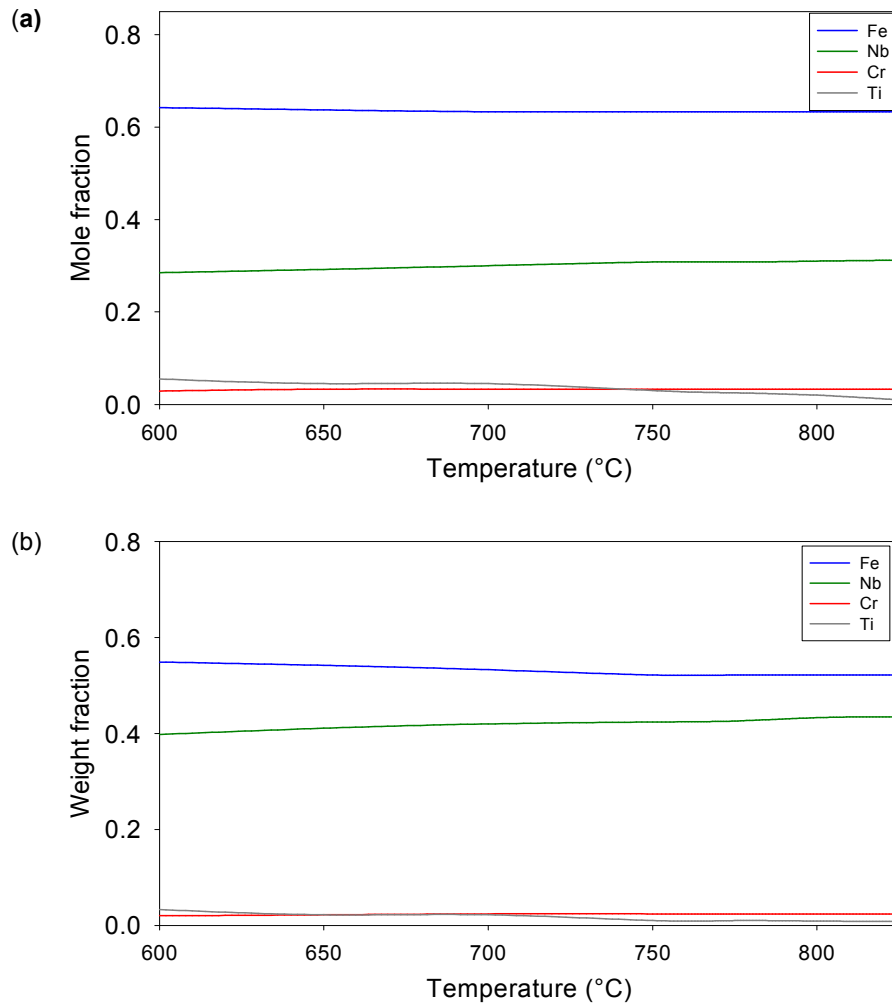 (a)
0.8
0.6
0.4
0.2
0.0
Mole fraction
Fe
Nb
Cr
Ti
600 650 700 750 800
Temperature (°C)
(b)
0.8
0.6
0.4
0.2
0.0
Weight fraction
Fe
Nb
Cr
Ti
600 650 700 750 800
Temperature (°C)